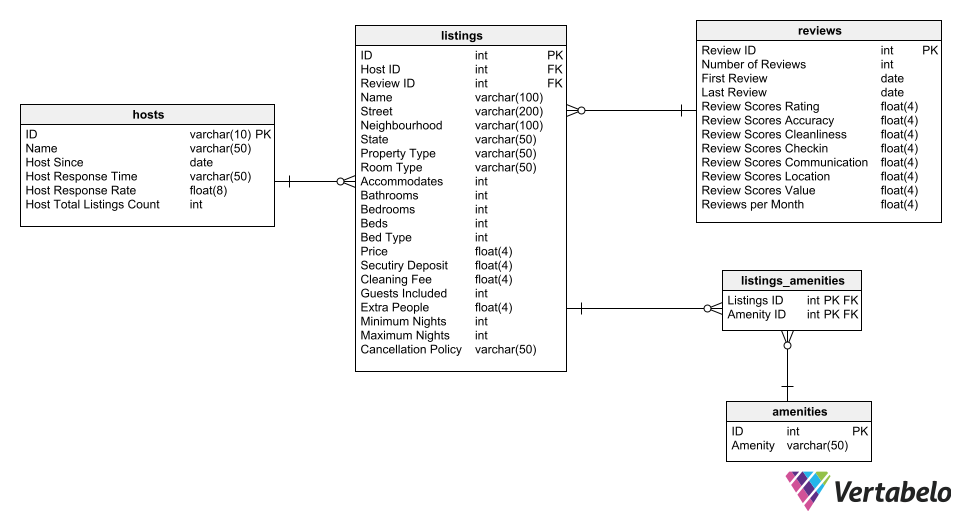 hosts
ID varchar(10) PK
Name varchar(50)
Host Since date
Host Response Time varchar(50)
Host Response Rate float(8)
Host Total Listings Count int
listings
ID int PK
Host ID int FK
Review ID int FK
Name varchar(100)
Street varchar(200)
Neighbourhood varchar(100)
State varchar(50)
Property Type varchar(50)
Room Type varchar(50)
Accommodates int
Bathrooms int
Bedrooms int
Beds int
Bed Type int
Price float(4)
Secutiry Deposit float(4)
Cleaning Fee float(4)
Guests Included int
Extra People float(4)
Minimum Nights int
Maximum Nights int
Cancellation Policy varchar(50)
reviews
Review ID int PK
Number of Reviews int
First Review date
Last Review date
Review Scores Rating float(4)
Review Scores Accuracy float(4)
Review Scores Cleanliness float(4)
Review Scores Checkin float(4)
Review Scores Communication float(4)
Review Scores Location float(4)
Review Scores Value float(4)
Reviews per Month float(4)
listings_amenities
Listings ID int PK FK
Amenity ID int PK FK
amenities
ID int PK
Amenity varchar(50)
Vertabelo